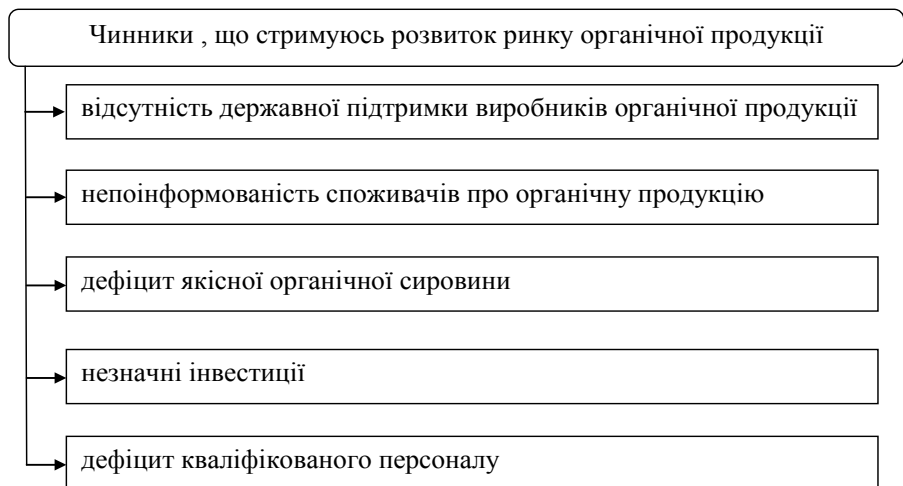 Чинники , що стримуюсь розвиток ринку органічної продукції
відсутність державної підтримки виробників органічної продукції
непоінформованість споживачів про органічну продукцію
дефіцит якісної органічної сировини
незначні інвестиції
дефіцит кваліфікованого персоналу